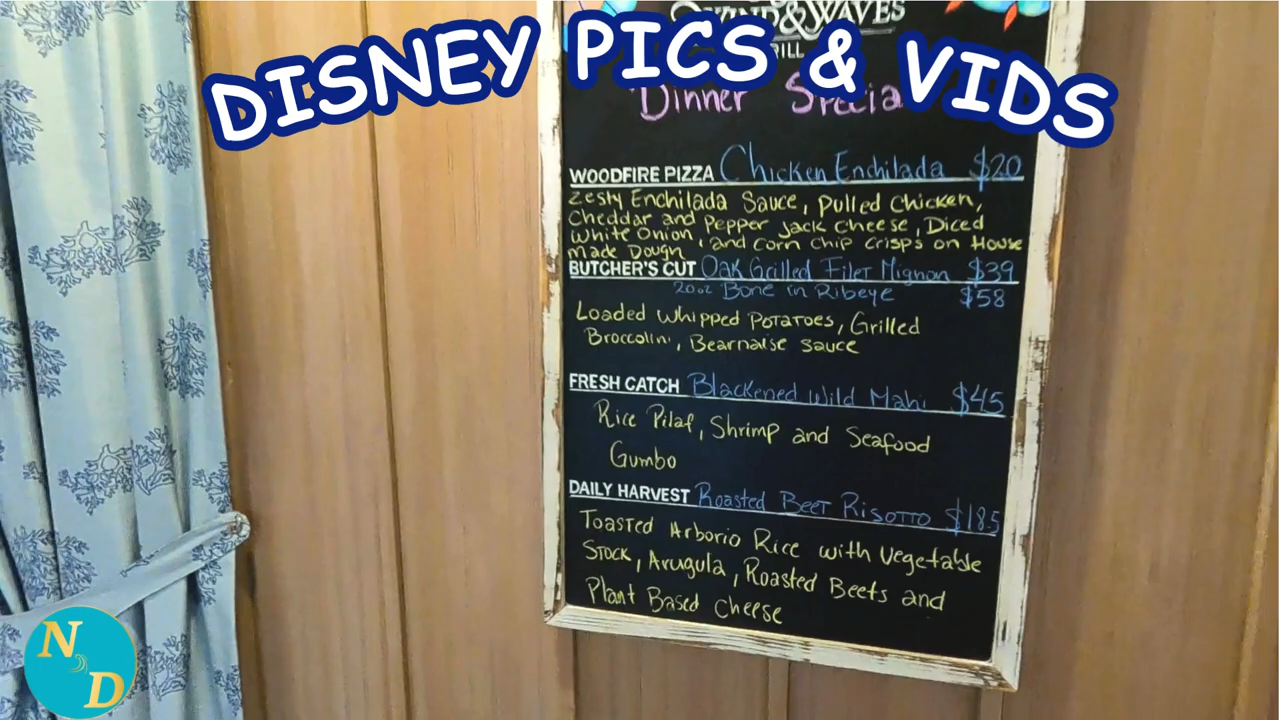 DISNEY PICS & VIDS
WIND&WAVES
Dinner
WOODFIRE PIZZA Chicken Enchilada $20
Zesty Enchilada Sauce, Pulled Chicken,
Cheddar and Pepper Jack Cheese, Diced
White Onion, and Corn Chip Crisps on House
made Dough
BUTCHER'S CUT Oak Grilled Filet Mignon $39
20oz Bone in Ribeye $58
Loaded Whipped Potatoes, Grilled
Broccolini, Bearnaise Sauce
FRESH CATCH Blackened Wild Mahi $45
Rice Pilaf, Shrimp and Seafood
Gumbo
DAILY HARVEST Roasted Beet Risotto $18.5
Toasted Arborio Rice with Vegetable
Stock, Arugula, Roasted Beets and
Plant Based Cheese
N D